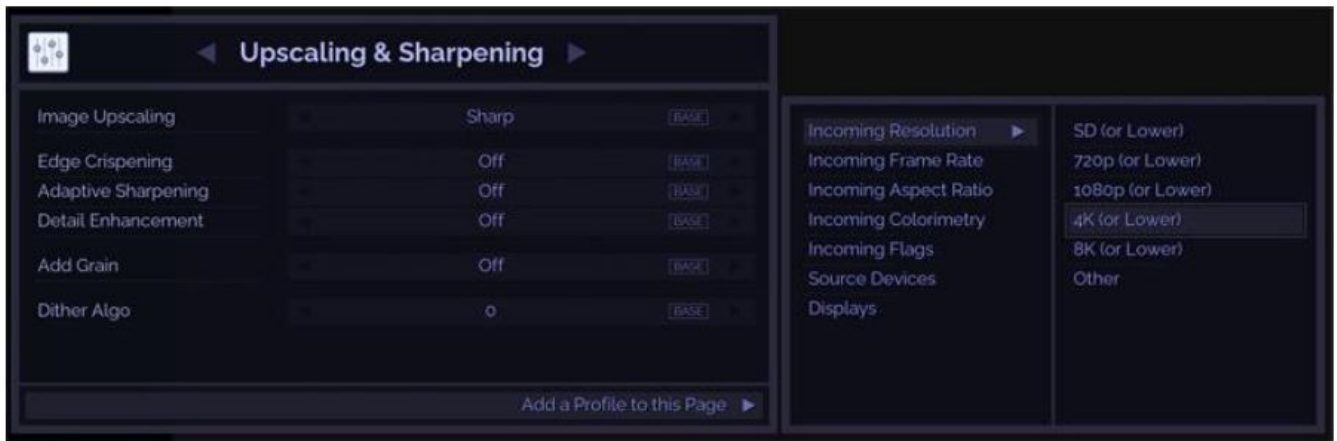 Upscaling & Sharpening
Image Upscaling Sharp BASE
Edge Crispening Off BASE
Adaptive Sharpening Off BASE
Detail Enhancement Off BASE
Add Grain Off BASE
Dither Algo 0 BASE
Add a Profile to this Page
Incoming Resolution
Incoming Frame Rate
Incoming Aspect Ratio
Incoming Colorimetry
Incoming Flags
Source Devices
Displays
SD (or Lower)
720p (or Lower)
1080p (or Lower)
4K (or Lower)
8K (or Lower)
Other